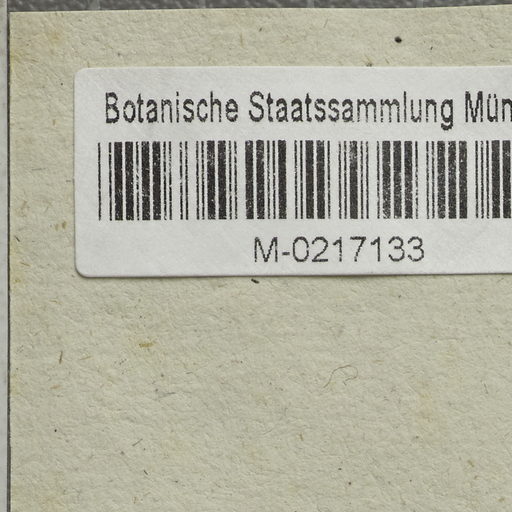 Botanische Staatssammlung Mün
M-0217133